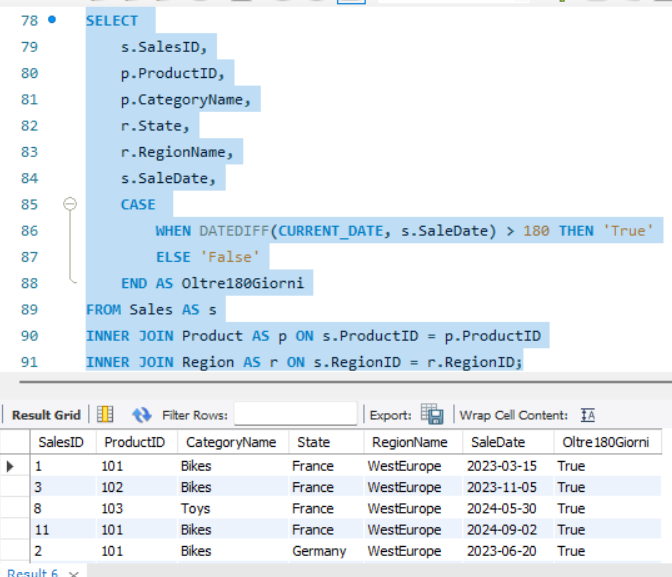 78 SELECT
79 s.SalesID,
80 p.ProductID,
81 p.CategoryName,
82 r.State,
83 r.RegionName,
84 s.SaleDate,
85 CASE
86 WHEN DATEDIFF(CURRENT_DATE, s.SaleDate) > 180 THEN 'True'
87 ELSE 'False'
88 END AS Oltre180Giorni
89 FROM Sales AS s
90 INNER JOIN Product AS p ON s.ProductID = p.ProductID
91 INNER JOIN Region AS r ON s.RegionID = r.RegionID;
Result Grid Filter Rows: Export: Wrap Cell Content:
SalesID ProductID CategoryName State RegionName SaleDate Oltre180Giorni
1 101 Bikes France WestEurope 2023-03-15 True
3 102 Bikes France WestEurope 2023-11-05 True
8 103 Toys France WestEurope 2024-05-30 True
11 101 Bikes France WestEurope 2024-09-02 True
2 101 Bikes Germany WestEurope 2023-06-20 True
Result 6